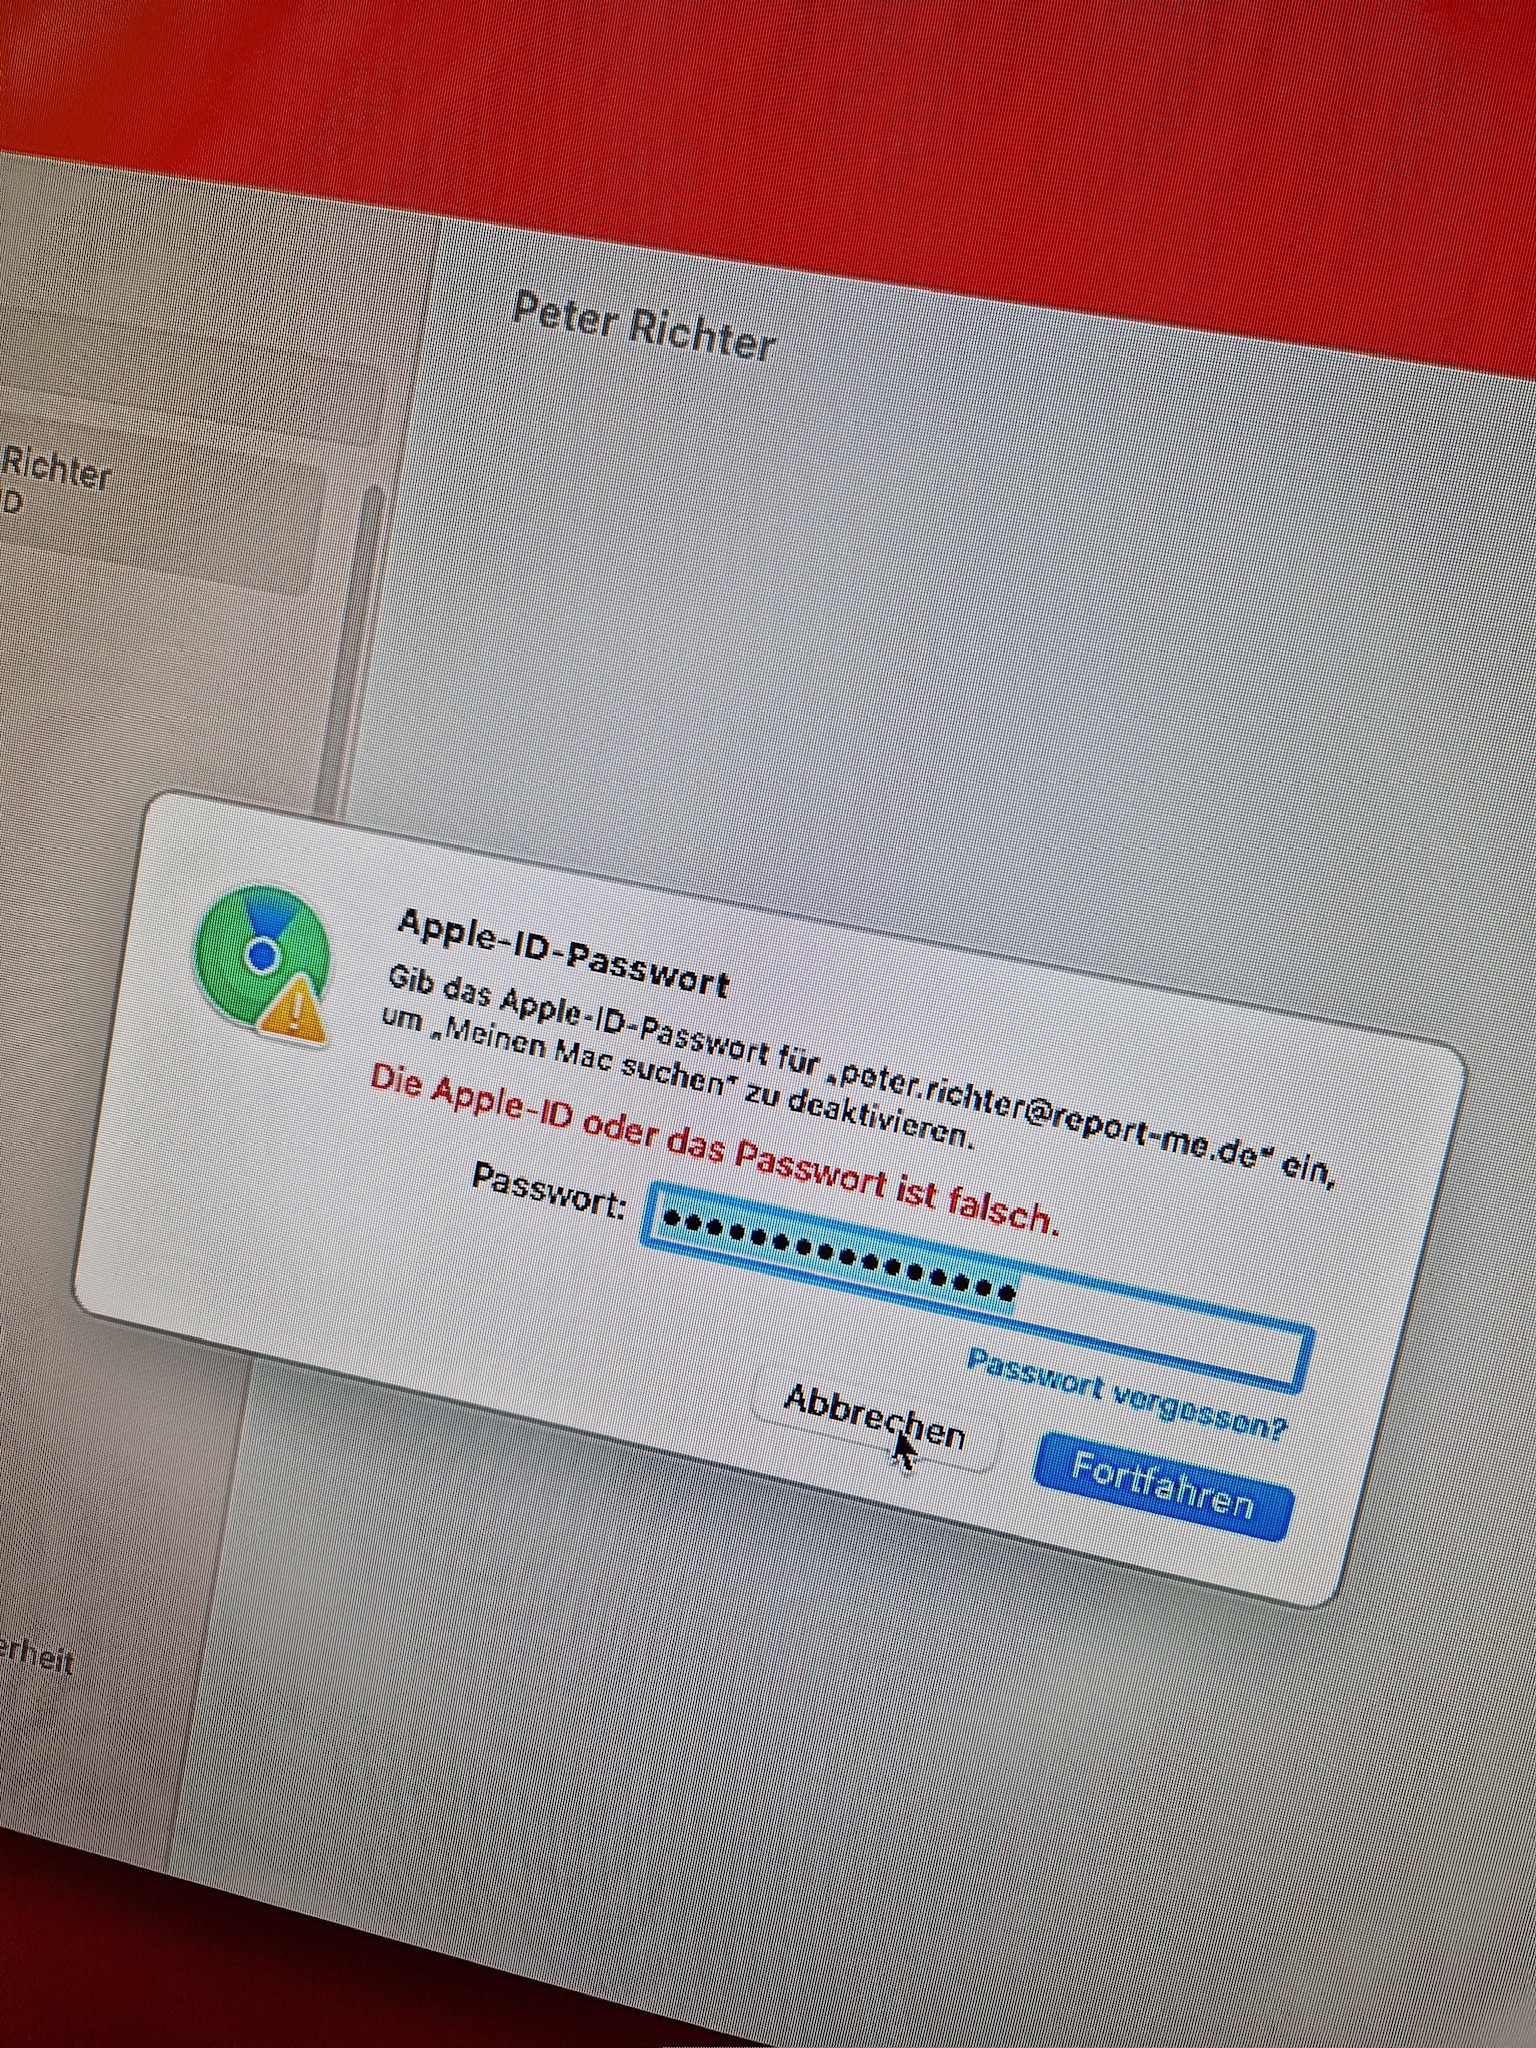 Peter Richter
Richter
ID
Apple-ID-Passwort
Gib das Apple-ID-Passwort für „peter.richter@report-me.de“ ein,
um „Meinen Mac suchen“ zu deaktivieren.
Die Apple-ID oder das Passwort ist falsch.
Passwort:
Passwort vergessen?
Abbrechen
Fortfahren
erheit